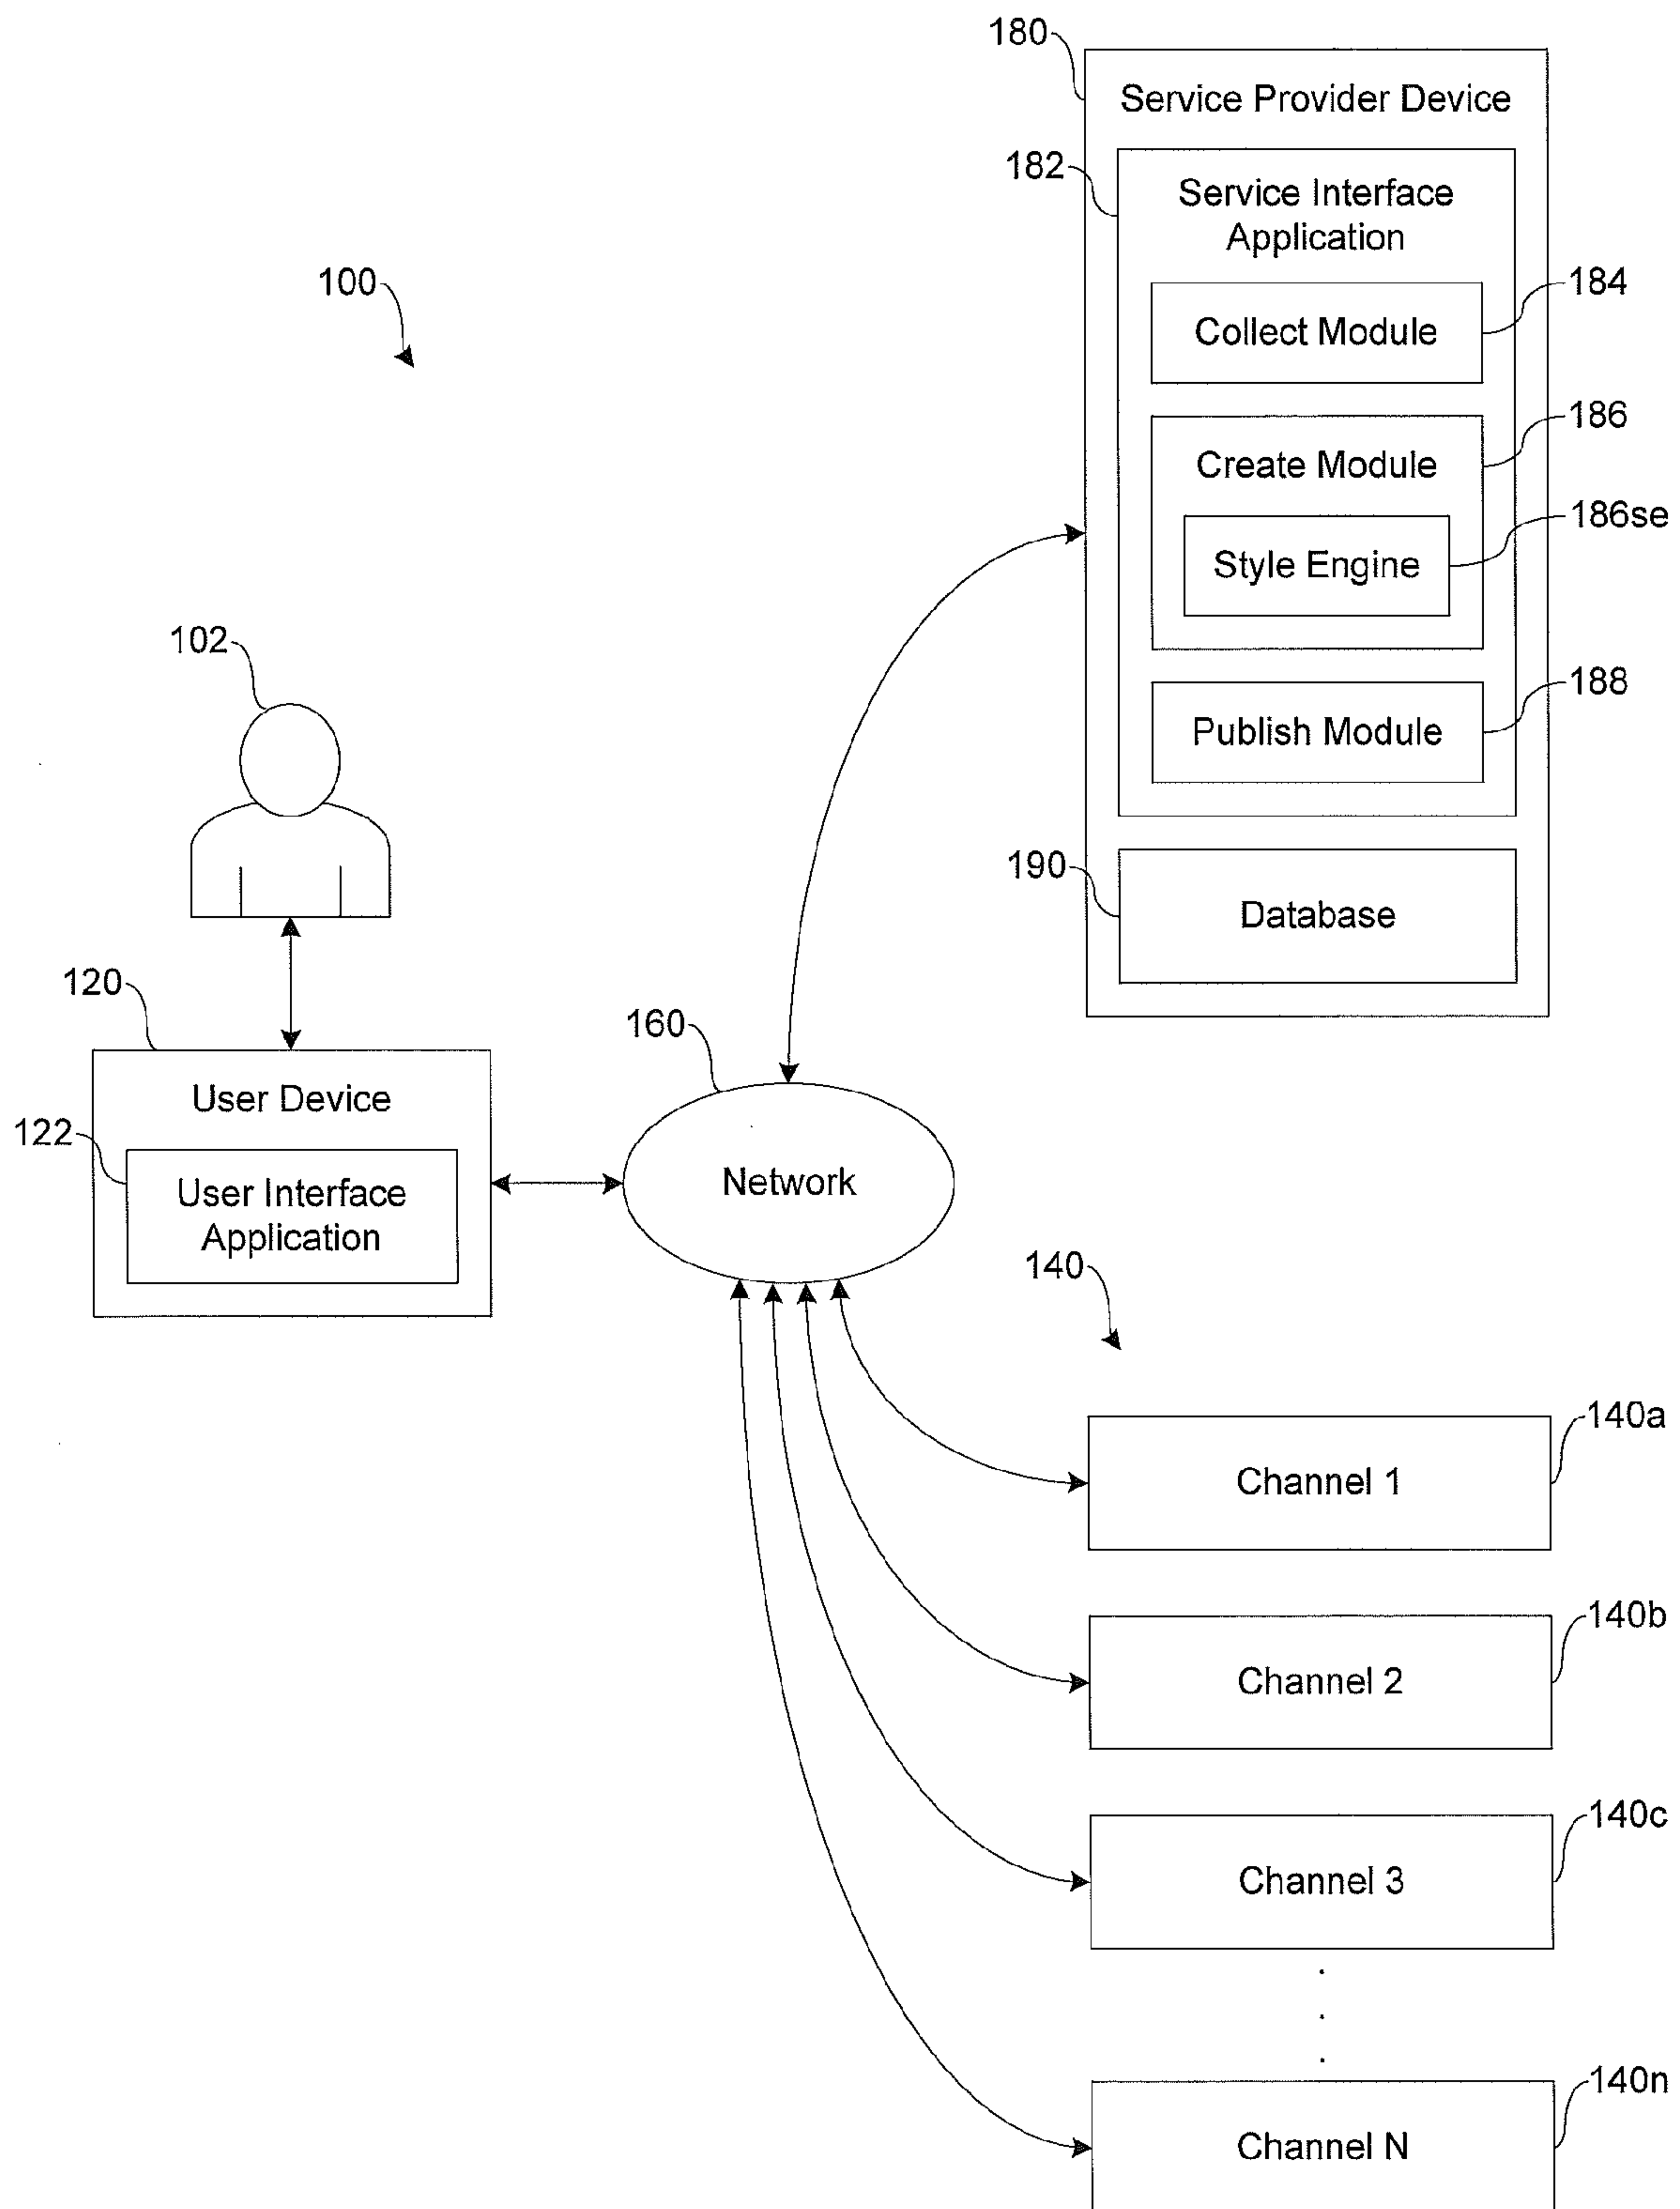 180
Service Provider Device
182
Service Interface
Application
100
184
Collect Module
186
Create Module
186se
Style Engine
102
188
Publish Module
190
Database
120
160
User Device
122
User Interface
Application
Network
140
140a
Channel 1
140b
Channel 2
140c
Channel 3
140n
Channel N